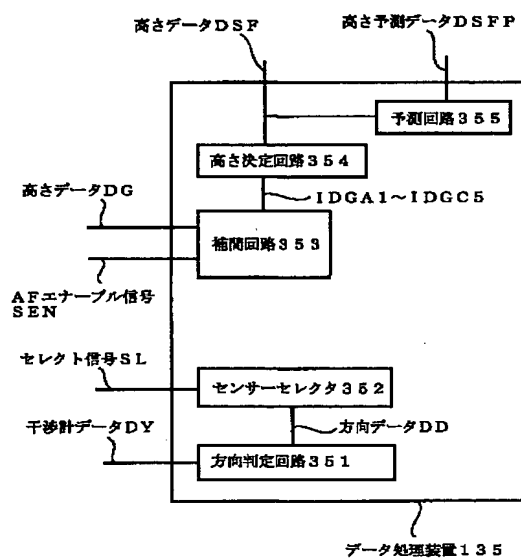 高さデータDSF
高さ予測データDSFP
予測回路355
高さ決定回路354
高さデータDG
IDGA1～IDGC5
補間回路353
AFエナーブル信号
SEN
セレクト信号SL
センサーセレクタ352
干渉計データDY
方向データDD
方向判定回路351
データ処理装置135